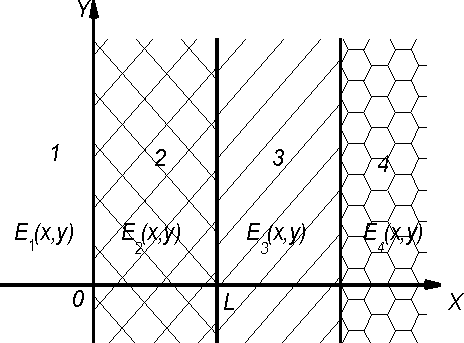 Y
1 2 3 4
E1(x,y) E2(x,y) E3(x,y) E4(x,y)
0 L X